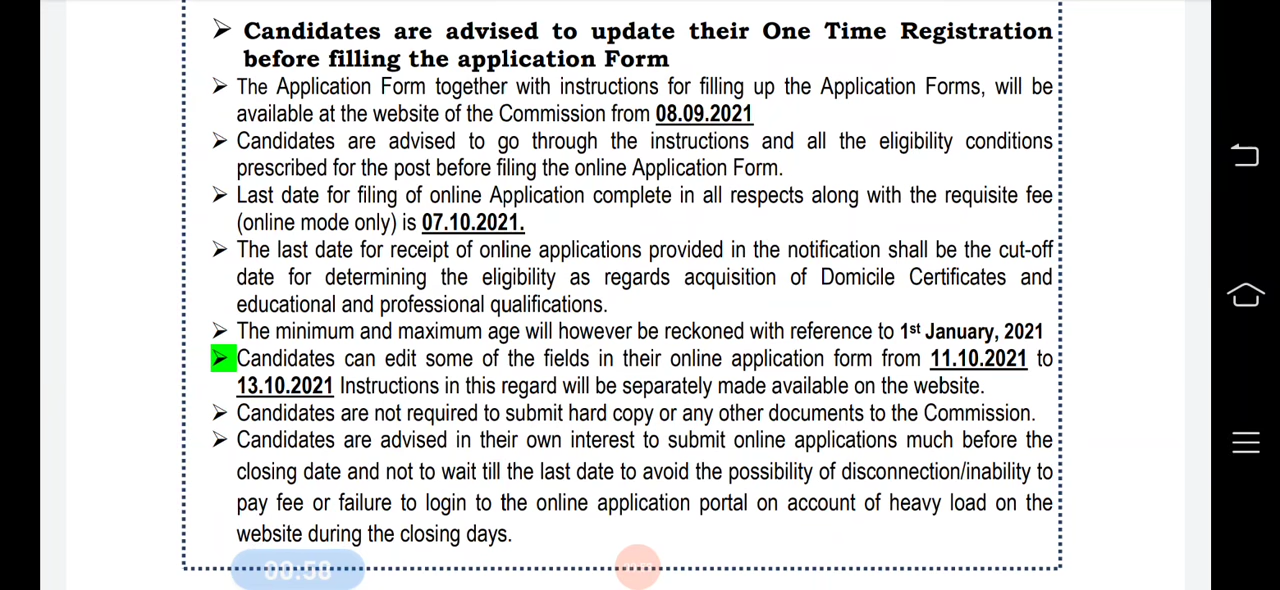 ➢ Candidates are advised to update their One Time Registration
before filling the application Form
➢ The Application Form together with instructions for filling up the Application Forms, will be
available at the website of the Commission from 08.09.2021
➢ Candidates are advised to go through the instructions and all the eligibility conditions
prescribed for the post before filing the online Application Form.
➢ Last date for filing of online Application complete in all respects along with the requisite fee
(online mode only) is 07.10.2021.
➢ The last date for receipt of online applications provided in the notification shall be the cut-off
date for determining the eligibility as regards acquisition of Domicile Certificates and
educational and professional qualifications.
➢ The minimum and maximum age will however be reckoned with reference to 1st January, 2021
➢ Candidates can edit some of the fields in their online application form from 11.10.2021 to
13.10.2021 Instructions in this regard will be separately made available on the website.
➢ Candidates are not required to submit hard copy or any other documents to the Commission.
➢ Candidates are advised in their own interest to submit online applications much before the
closing date and not to wait till the last date to avoid the possibility of disconnection/inability to
pay fee or failure to login to the online application portal on account of heavy load on the
website during the closing days.